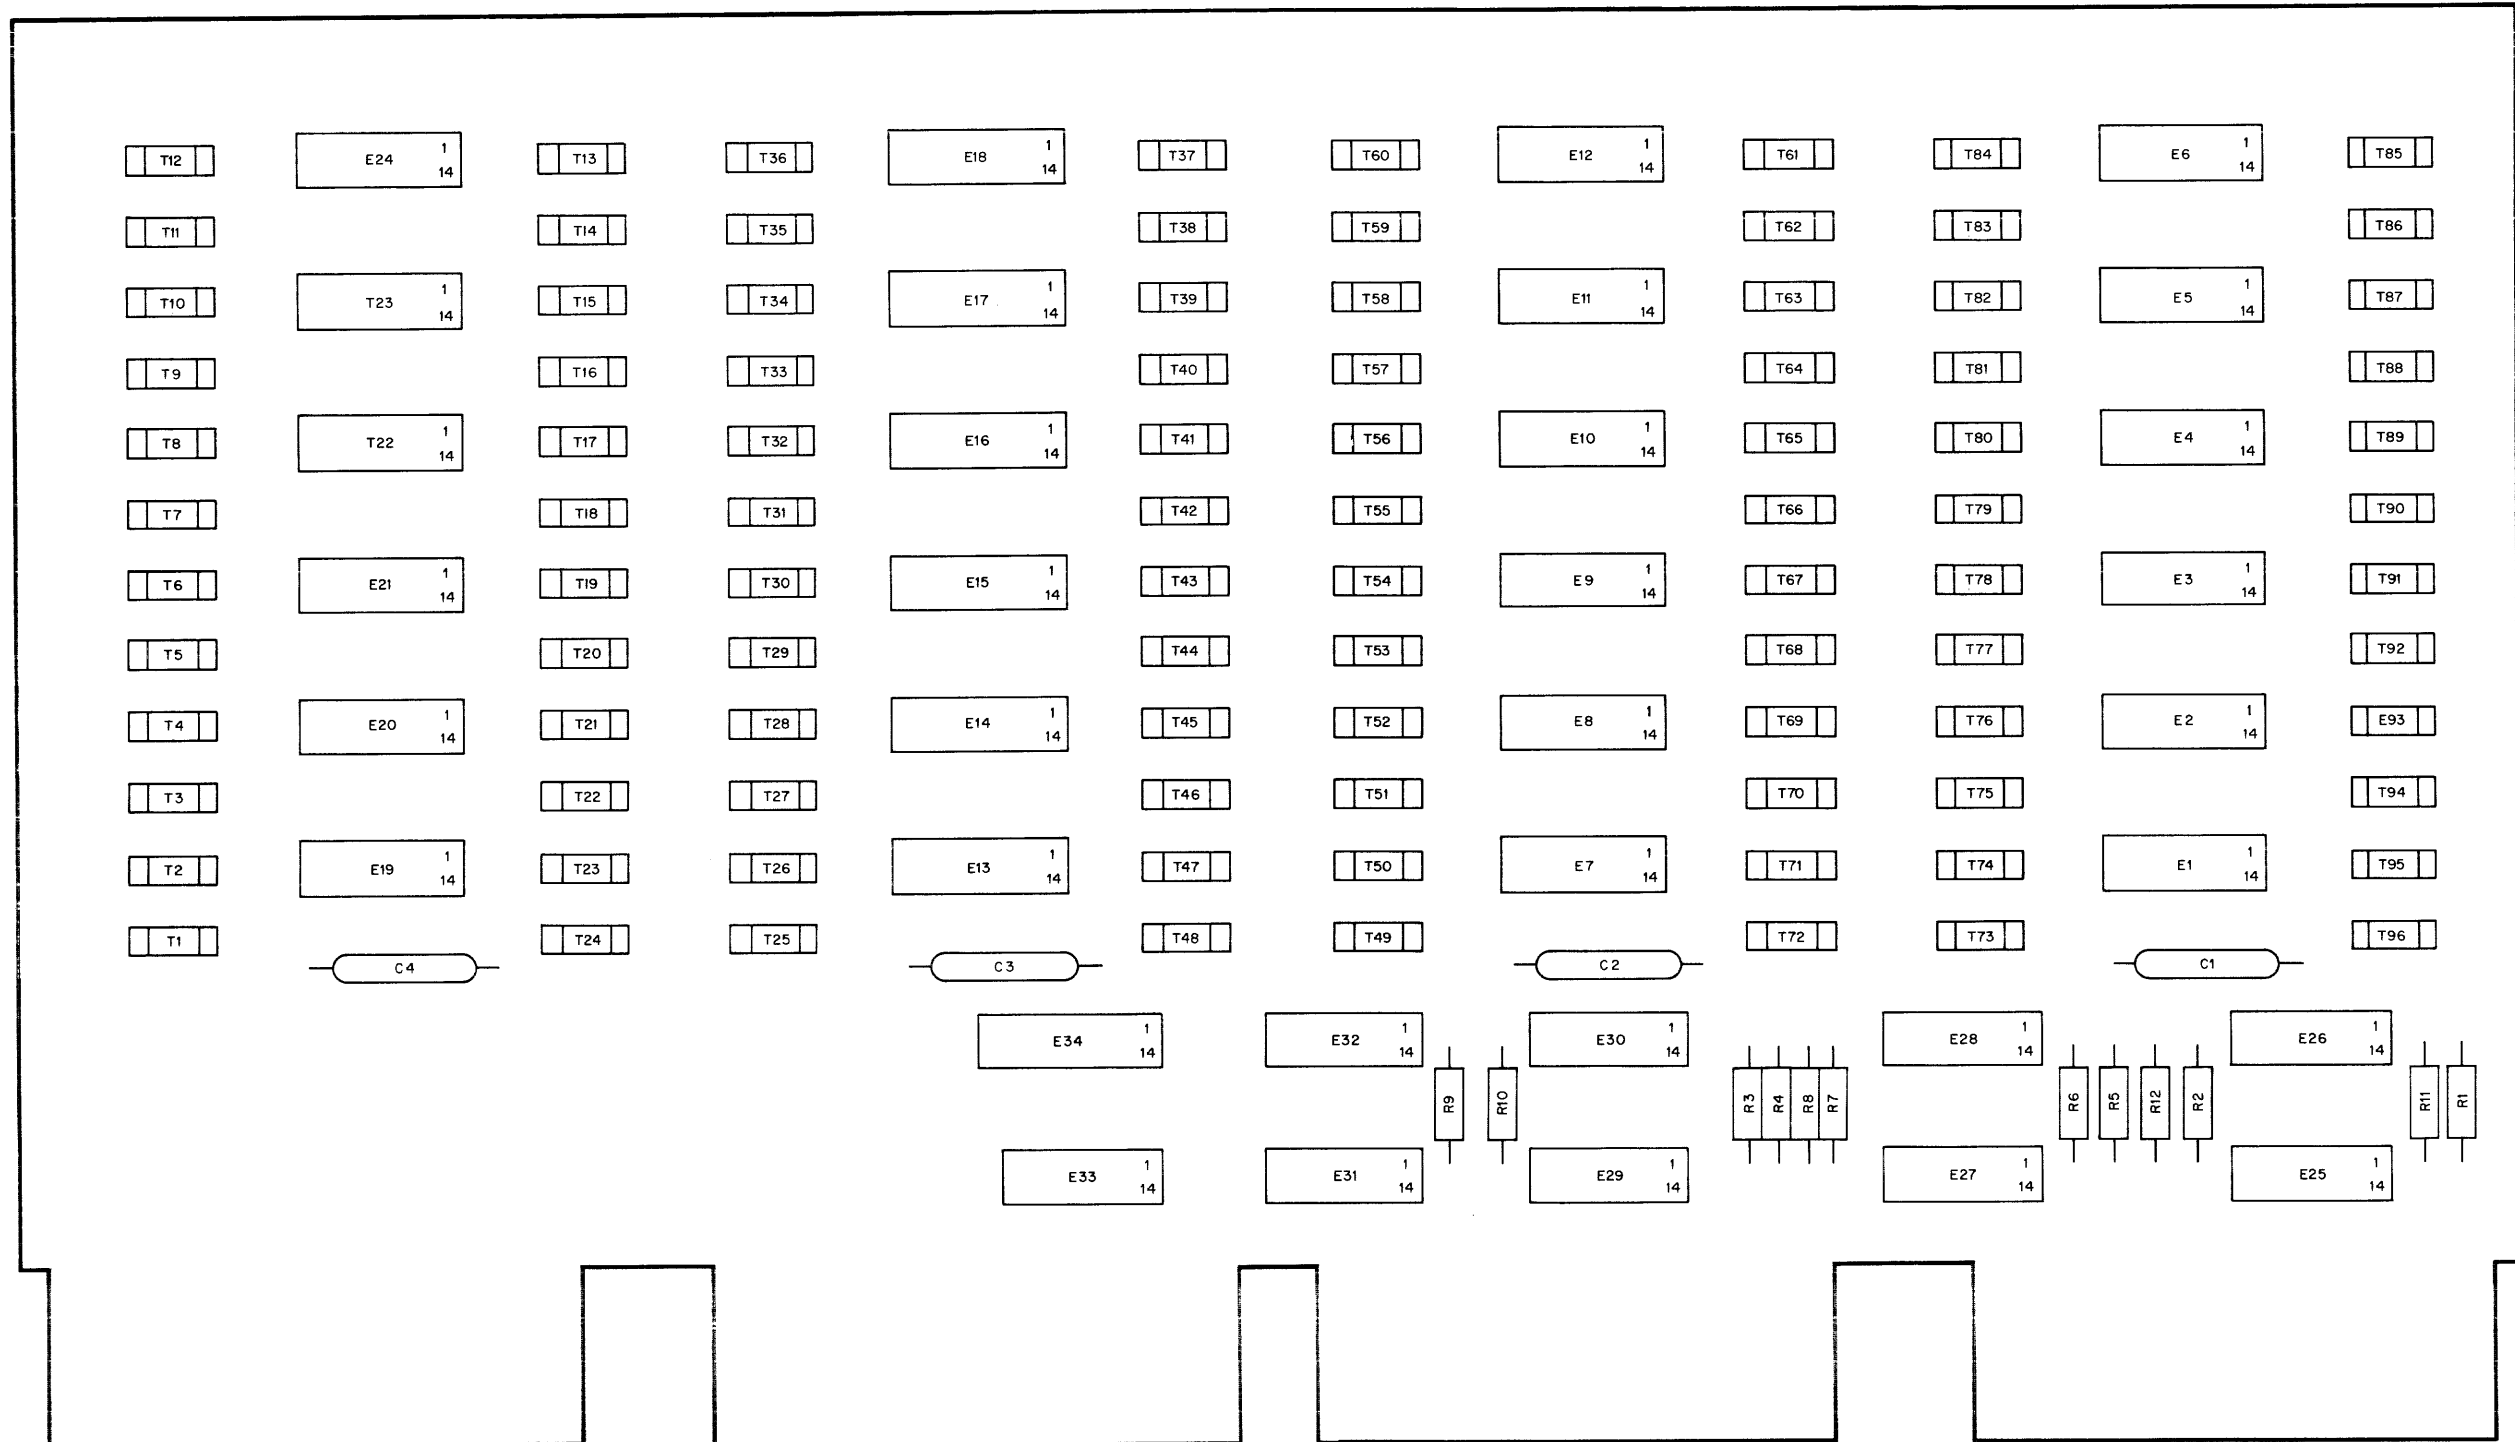 T12 E24 1 14 T13 T36 E18 1 14 T37 T60 E12 1 14 T61 T84 E6 1 14 T85
T11 T14 T35 T38 T59 T62 T83 T86
T10 T23 1 14 T15 T34 E17 1 14 T39 T58 E11 1 14 T63 T82 E5 1 14 T87
T9 T16 T33 T40 T57 T64 T81 T88
T8 T22 1 14 T17 T32 E16 1 14 T41 T56 E10 1 14 T65 T80 E4 1 14 T89
T7 T18 T31 T42 T55 T66 T79 T90
T6 E21 1 14 T19 T30 E15 1 14 T43 T54 E9 1 14 T67 T78 E3 1 14 T91
T5 T20 T29 T44 T53 T68 T77 T92
T4 E20 1 14 T21 T28 E14 1 14 T45 T52 E8 1 14 T69 T76 E2 1 14 E93
T3 T22 T27 T46 T51 T70 T75 T94
T2 E19 1 14 T23 T26 E13 1 14 T47 T50 E7 1 14 T71 T74 E1 1 14 T95
T1 T24 T25 T48 T49 T72 T73 T96
C4 C3 C2 C1
E34 1 14 E32 1 14 E30 1 14 E28 1 14 E26 1 14
R9 R10 R3 R4 R8 R7 R6 R5 R12 R2 R11 R1
E33 1 14 E31 1 14 E29 1 14 E27 1 14 E25 1 14